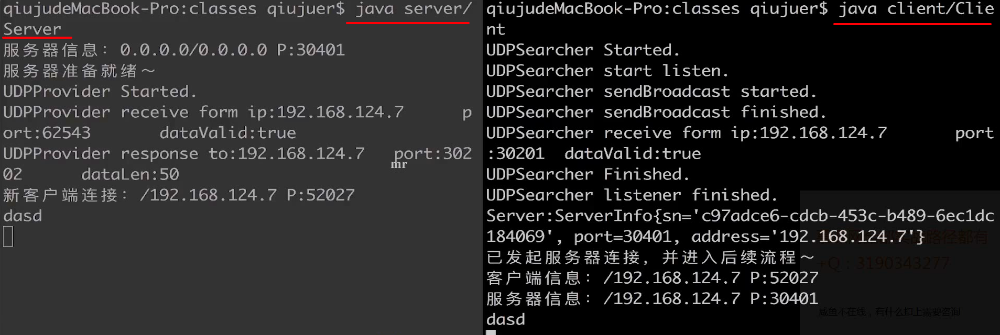 qiujudeMacBook-Pro:classes qiujuer$ java server/
Server
服务器信息: 0.0.0.0/0.0.0.0 P:30401
服务器准备就绪～
UDPProvider Started.
UDPProvider receive form ip:192.168.124.7 p
ort:62543 dataValid:true
UDPProvider response to:192.168.124.7 port:302
02 dataLen:50
mr
新客户端连接: /192.168.124.7 P:52027
dasd
qiujudeMacBook-Pro:classes qiujuer$ java client/Clie
nt
UDPSearcher Started.
UDPSearcher start listen.
UDPSearcher sendBroadcast started.
UDPSearcher sendBroadcast finished.
UDPSearcher receive form ip:192.168.124.7 port
:30201 dataValid:true
UDPSearcher Finished.
UDPSearcher listener finished.
Server:ServerInfo{sn='c97adce6-cdcb-453c-b489-6ec1dc
184069', port=30401, address='192.168.124.7'}
已发起服务器连接, 并进入后续流程～
客户端信息: /192.168.124.7 P:52027
服务器信息: /192.168.124.7 P:30401
dasd
路径都有
+Q：3190343277
咸鱼不在线，有什么扣上需要咨询